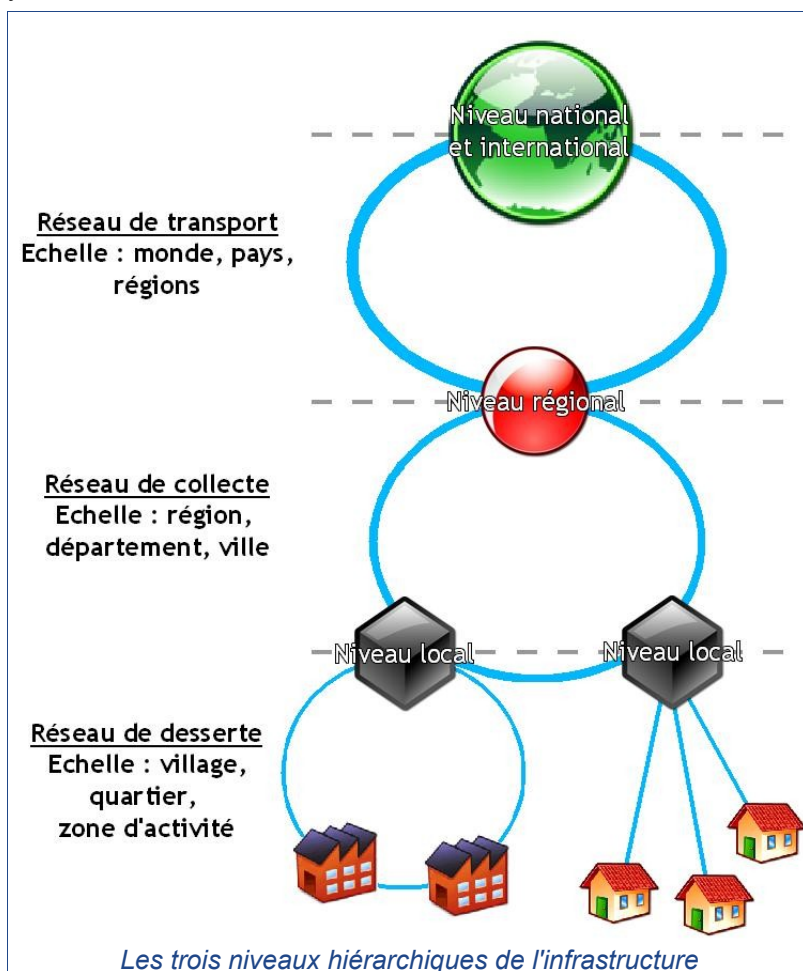 Niveau national
et international
Réseau de transport
Echelle : monde, pays,
régions
Niveau régional
Réseau de collecte
Echelle : région,
département, ville
Niveau local
Niveau local
Réseau de desserte
Echelle : village,
quartier,
zone d'activité
Les trois niveaux hiérarchiques de l'infrastructure